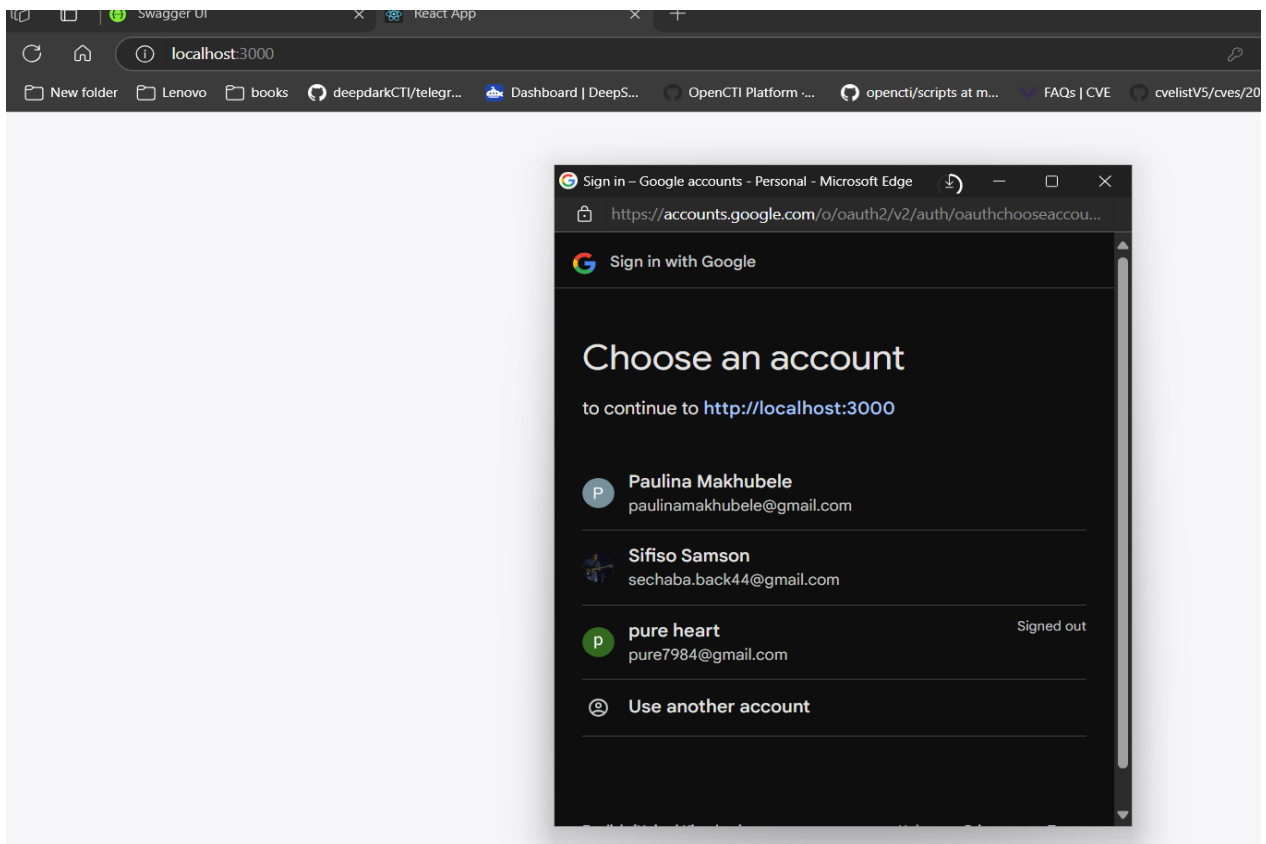 Swagger UI
React App
localhost:3000
New folder Lenovo books deepdarkCTI/telegr... Dashboard | DeepS... OpenCTI Platform ·... opencti/scripts at m... FAQs | CVE cvelistV5/cves/20
Sign in – Google accounts - Personal - Microsoft Edge
https://accounts.google.com/o/oauth2/v2/auth/oauthchooseaccou...
Sign in with Google
Choose an account
to continue to http://localhost:3000
P
Paulina Makhubele
paulinamakhubele@gmail.com
Sifiso Samson
sechaba.back44@gmail.com
p
pure heart
Signed out
pure7984@gmail.com
Use another account